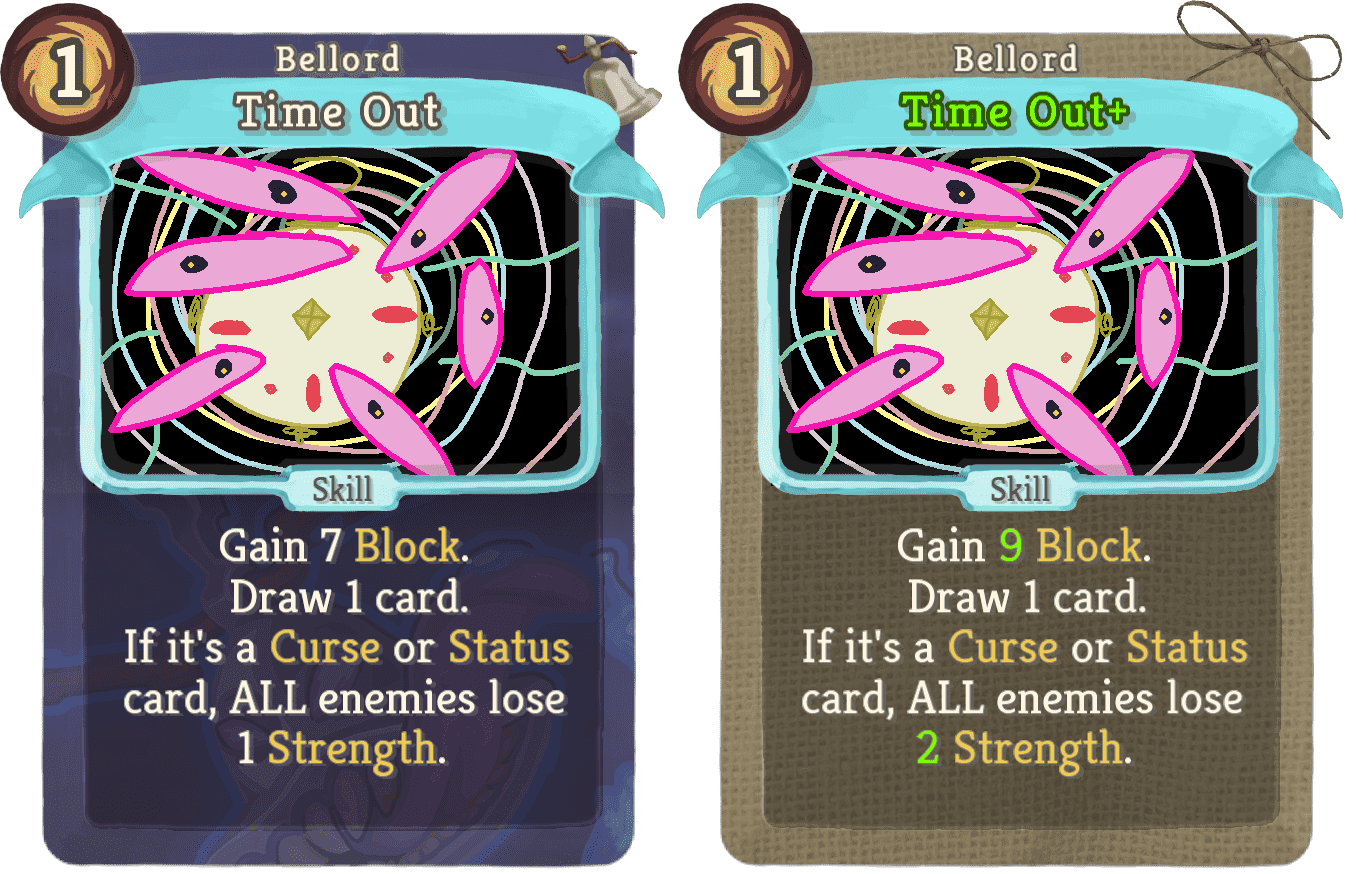 1
Bellord
Time Out
Skill
Gain 7 Block.
Draw 1 card.
If it's a Curse or Status
card, ALL enemies lose
1 Strength.
1
Bellord
Time Out+
Skill
Gain 9 Block.
Draw 1 card.
If it's a Curse or Status
card, ALL enemies lose
2 Strength.